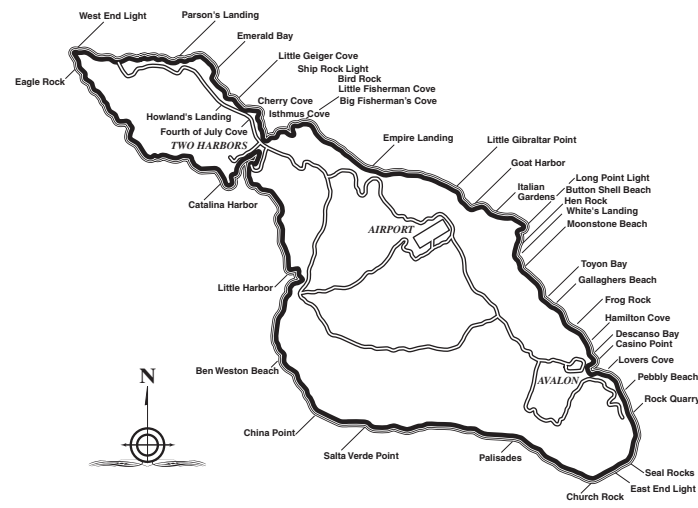 West End Light
Parson's Landing
Emerald Bay
Little Geiger Cove
Ship Rock Light
Bird Rock
Little Fisherman Cove
Big Fisherman's Cove
Eagle Rock
Cherry Cove
Isthmus Cove
Howland's Landing
Fourth of July Cove
TWO HARBORS
Catalina Harbor
Empire Landing
Little Gibraltar Point
Goat Harbor
Italian
Gardens
Long Point Light
Button Shell Beach
Hen Rock
White's Landing
Moonstone Beach
AIRPORT
Toyon Bay
Gallaghers Beach
Little Harbor
Frog Rock
Hamilton Cove
Descanso Bay
Casino Point
Lovers Cove
Ben Weston Beach
AVALON
Pebbly Beach
Rock Quarry
N
China Point
Salta Verde Point
Palisades
Seal Rocks
East End Light
Church Rock